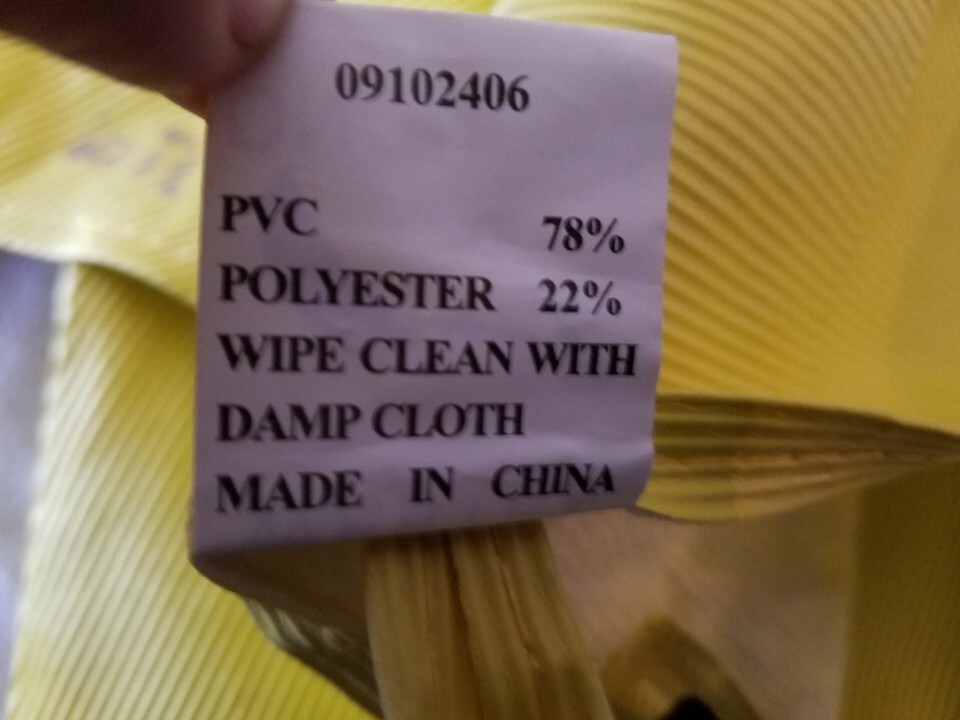 09102406
PVC 78%
POLYESTER 22%
WIPE CLEAN WITH
DAMP CLOTH
MADE IN CHINA